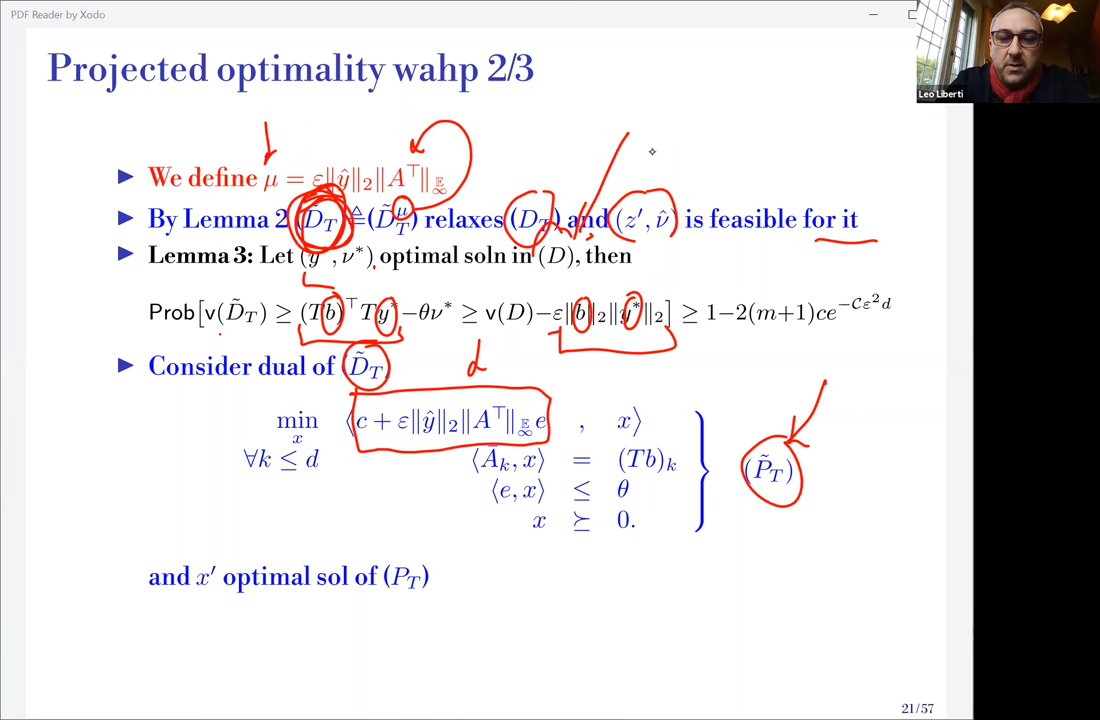 PDF Reader by Xodo
Projected optimality wahp 2/3
Leo Liberti
▶ We define μ = ε‖ŷ‖₂‖A^⊤‖_𝔼∞
▶ By Lemma 2 (D̃_T) ≜ (D̃_T^μ) relaxes (D_T) and (z′, ν̂) is feasible for it
▶ Lemma 3: Let (y*, ν*) optimal soln in (D), then
Prob[v(D̃_T) ≥ (Tb)^⊤Ty* −θν* ≥ v(D)−ε‖b‖₂‖y*‖₂] ≥ 1−2(m+1)ce^{−𝒞ε²d}
▶ Consider dual of D̃_T
d
min_x ⟨c + ε‖ŷ‖₂‖A^⊤‖_𝔼∞ e , x⟩
∀k ≤ d ⟨Ā_k, x⟩ = (Tb)_k
(P̃_T)
⟨e, x⟩ ≤ θ
x ⪰ 0.
and x′ optimal sol of (P_T)
21/57